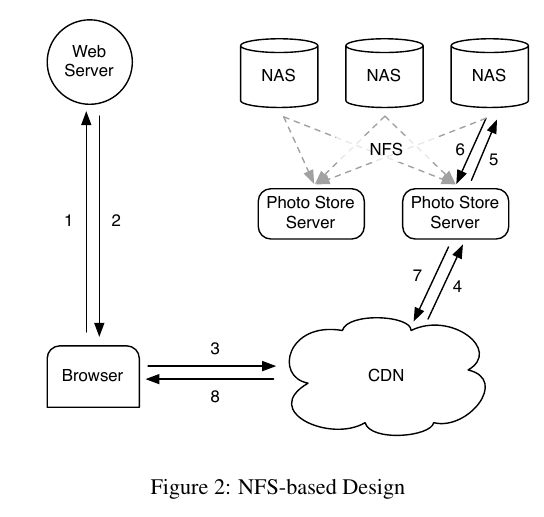 Web
Server
NAS
NAS
NAS
NFS
6
5
Photo Store
Server
Photo Store
Server
1
2
7
4
3
Browser
CDN
8
Figure 2: NFS-based Design